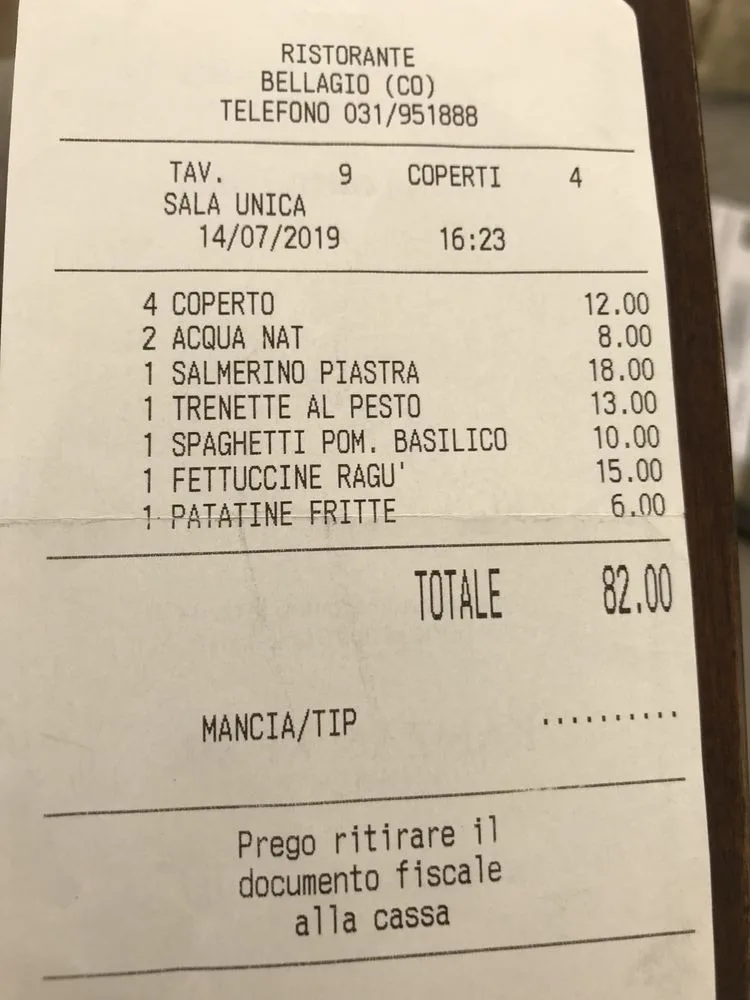 RISTORANTE
BELLAGIO (CO)
TELEFONO 031/951888
TAV. 9 COPERTI 4
SALA UNICA
14/07/2019 16:23
4 COPERTO 12.00
2 ACQUA NAT 8.00
1 SALMERINO PIASTRA 18.00
1 TRENETTE AL PESTO 13.00
1 SPAGHETTI POM. BASILICO 10.00
1 FETTUCCINE RAGU' 15.00
1 PATATINE FRITTE 6.00
TOTALE 82.00
MANCIA/TIP ..........
Prego ritirare il
documento fiscale
alla cassa